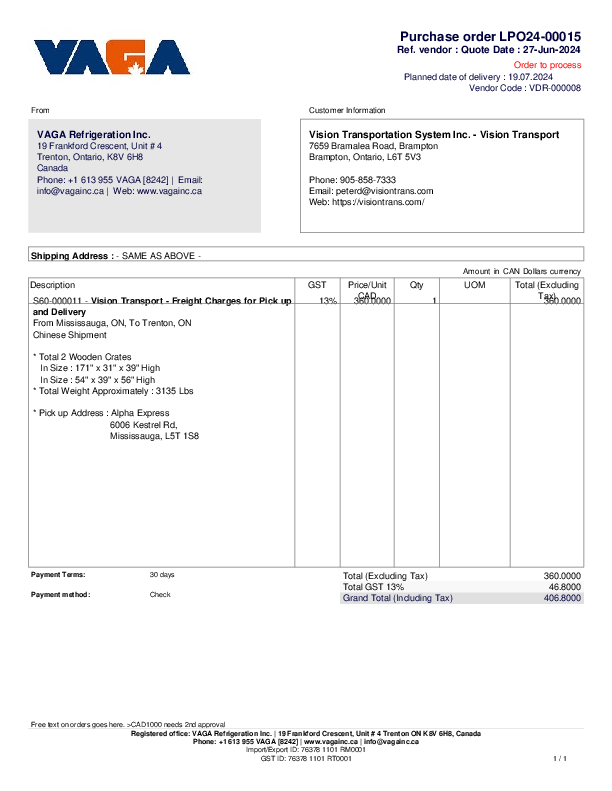 VAGA
Purchase order LPO24-00015
Ref. vendor : Quote Date : 27-Jun-2024
Order to process
Planned date of delivery : 19.07.2024
Vendor Code : VDR-000008
From
Customer Information
VAGA Refrigeration Inc.
19 Frankford Crescent, Unit # 4
Trenton, Ontario, K8V 6H8
Canada
Phone: +1 613 955 VAGA [8242] | Email:
info@vagainc.ca | Web: www.vagainc.ca
Vision Transportation System Inc. - Vision Transport
7659 Bramalea Road, Brampton
Brampton, Ontario, L6T 5V3
Phone: 905-858-7333
Email: peterd@visiontrans.com
Web: https://visiontrans.com/
Shipping Address : - SAME AS ABOVE -
Amount in CAN Dollars currency
Description GST Price/Unit CAD Qty UOM Total (Excluding Tax)
S60-000011 - Vision Transport - Freight Charges for Pick up 13% 360.0000 1 360.0000
and Delivery
From Mississauga, ON, To Trenton, ON
Chinese Shipment
* Total 2 Wooden Crates
In Size : 171" x 31" x 39" High
In Size : 54" x 39" x 56" High
* Total Weight Approximately : 3135 Lbs
* Pick up Address : Alpha Express
6006 Kestrel Rd,
Mississauga, L5T 1S8
Payment Terms: 30 days
Payment method: Check
Total (Excluding Tax) 360.0000
Total GST 13% 46.8000
Grand Total (Including Tax) 406.8000
Free text on orders goes here. >CAD1000 needs 2nd approval
Registered office: VAGA Refrigeration Inc. | 19 Frankford Crescent, Unit # 4 Trenton ON K8V 6H8, Canada
Phone: +1 613 955 VAGA [8242] | www.vagainc.ca | info@vagainc.ca
Import/Export ID: 76378 1101 RM0001
GST ID: 76378 1101 RT0001
1 / 1